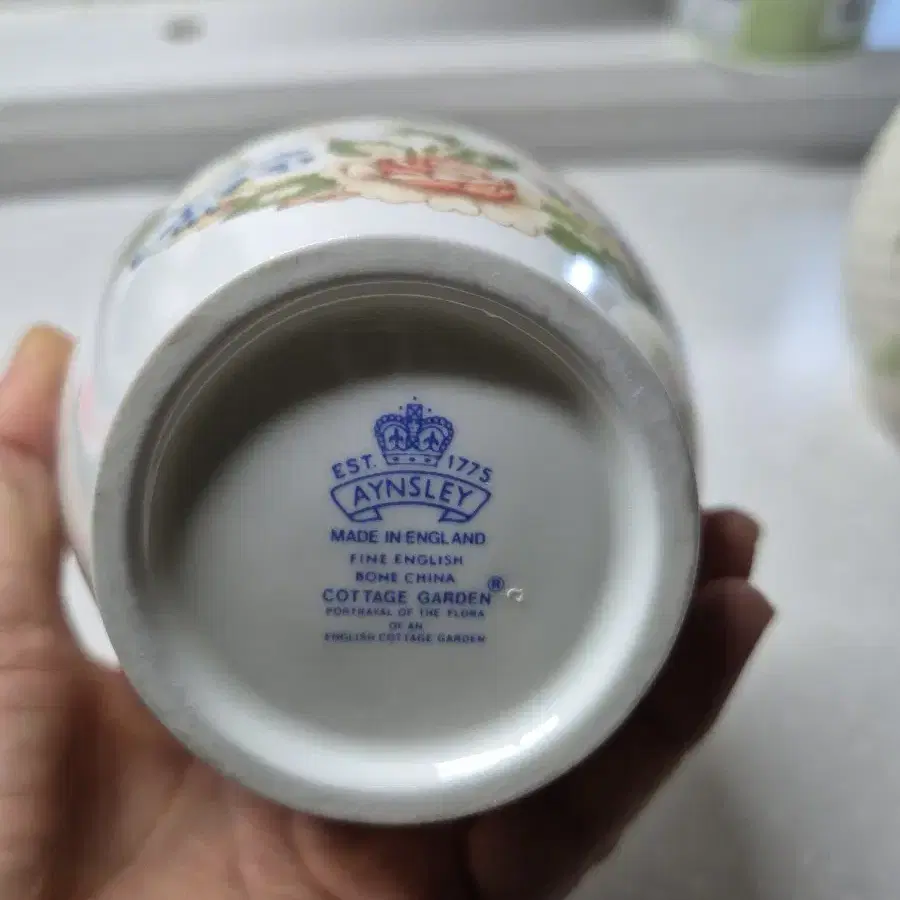 EST. 1775
AYNSLEY
MADE IN ENGLAND
FINE ENGLISH
BONE CHINA
COTTAGE GARDEN®
PORTRAYAL OF THE FLORA
OF AN
ENGLISH COTTAGE GARDEN